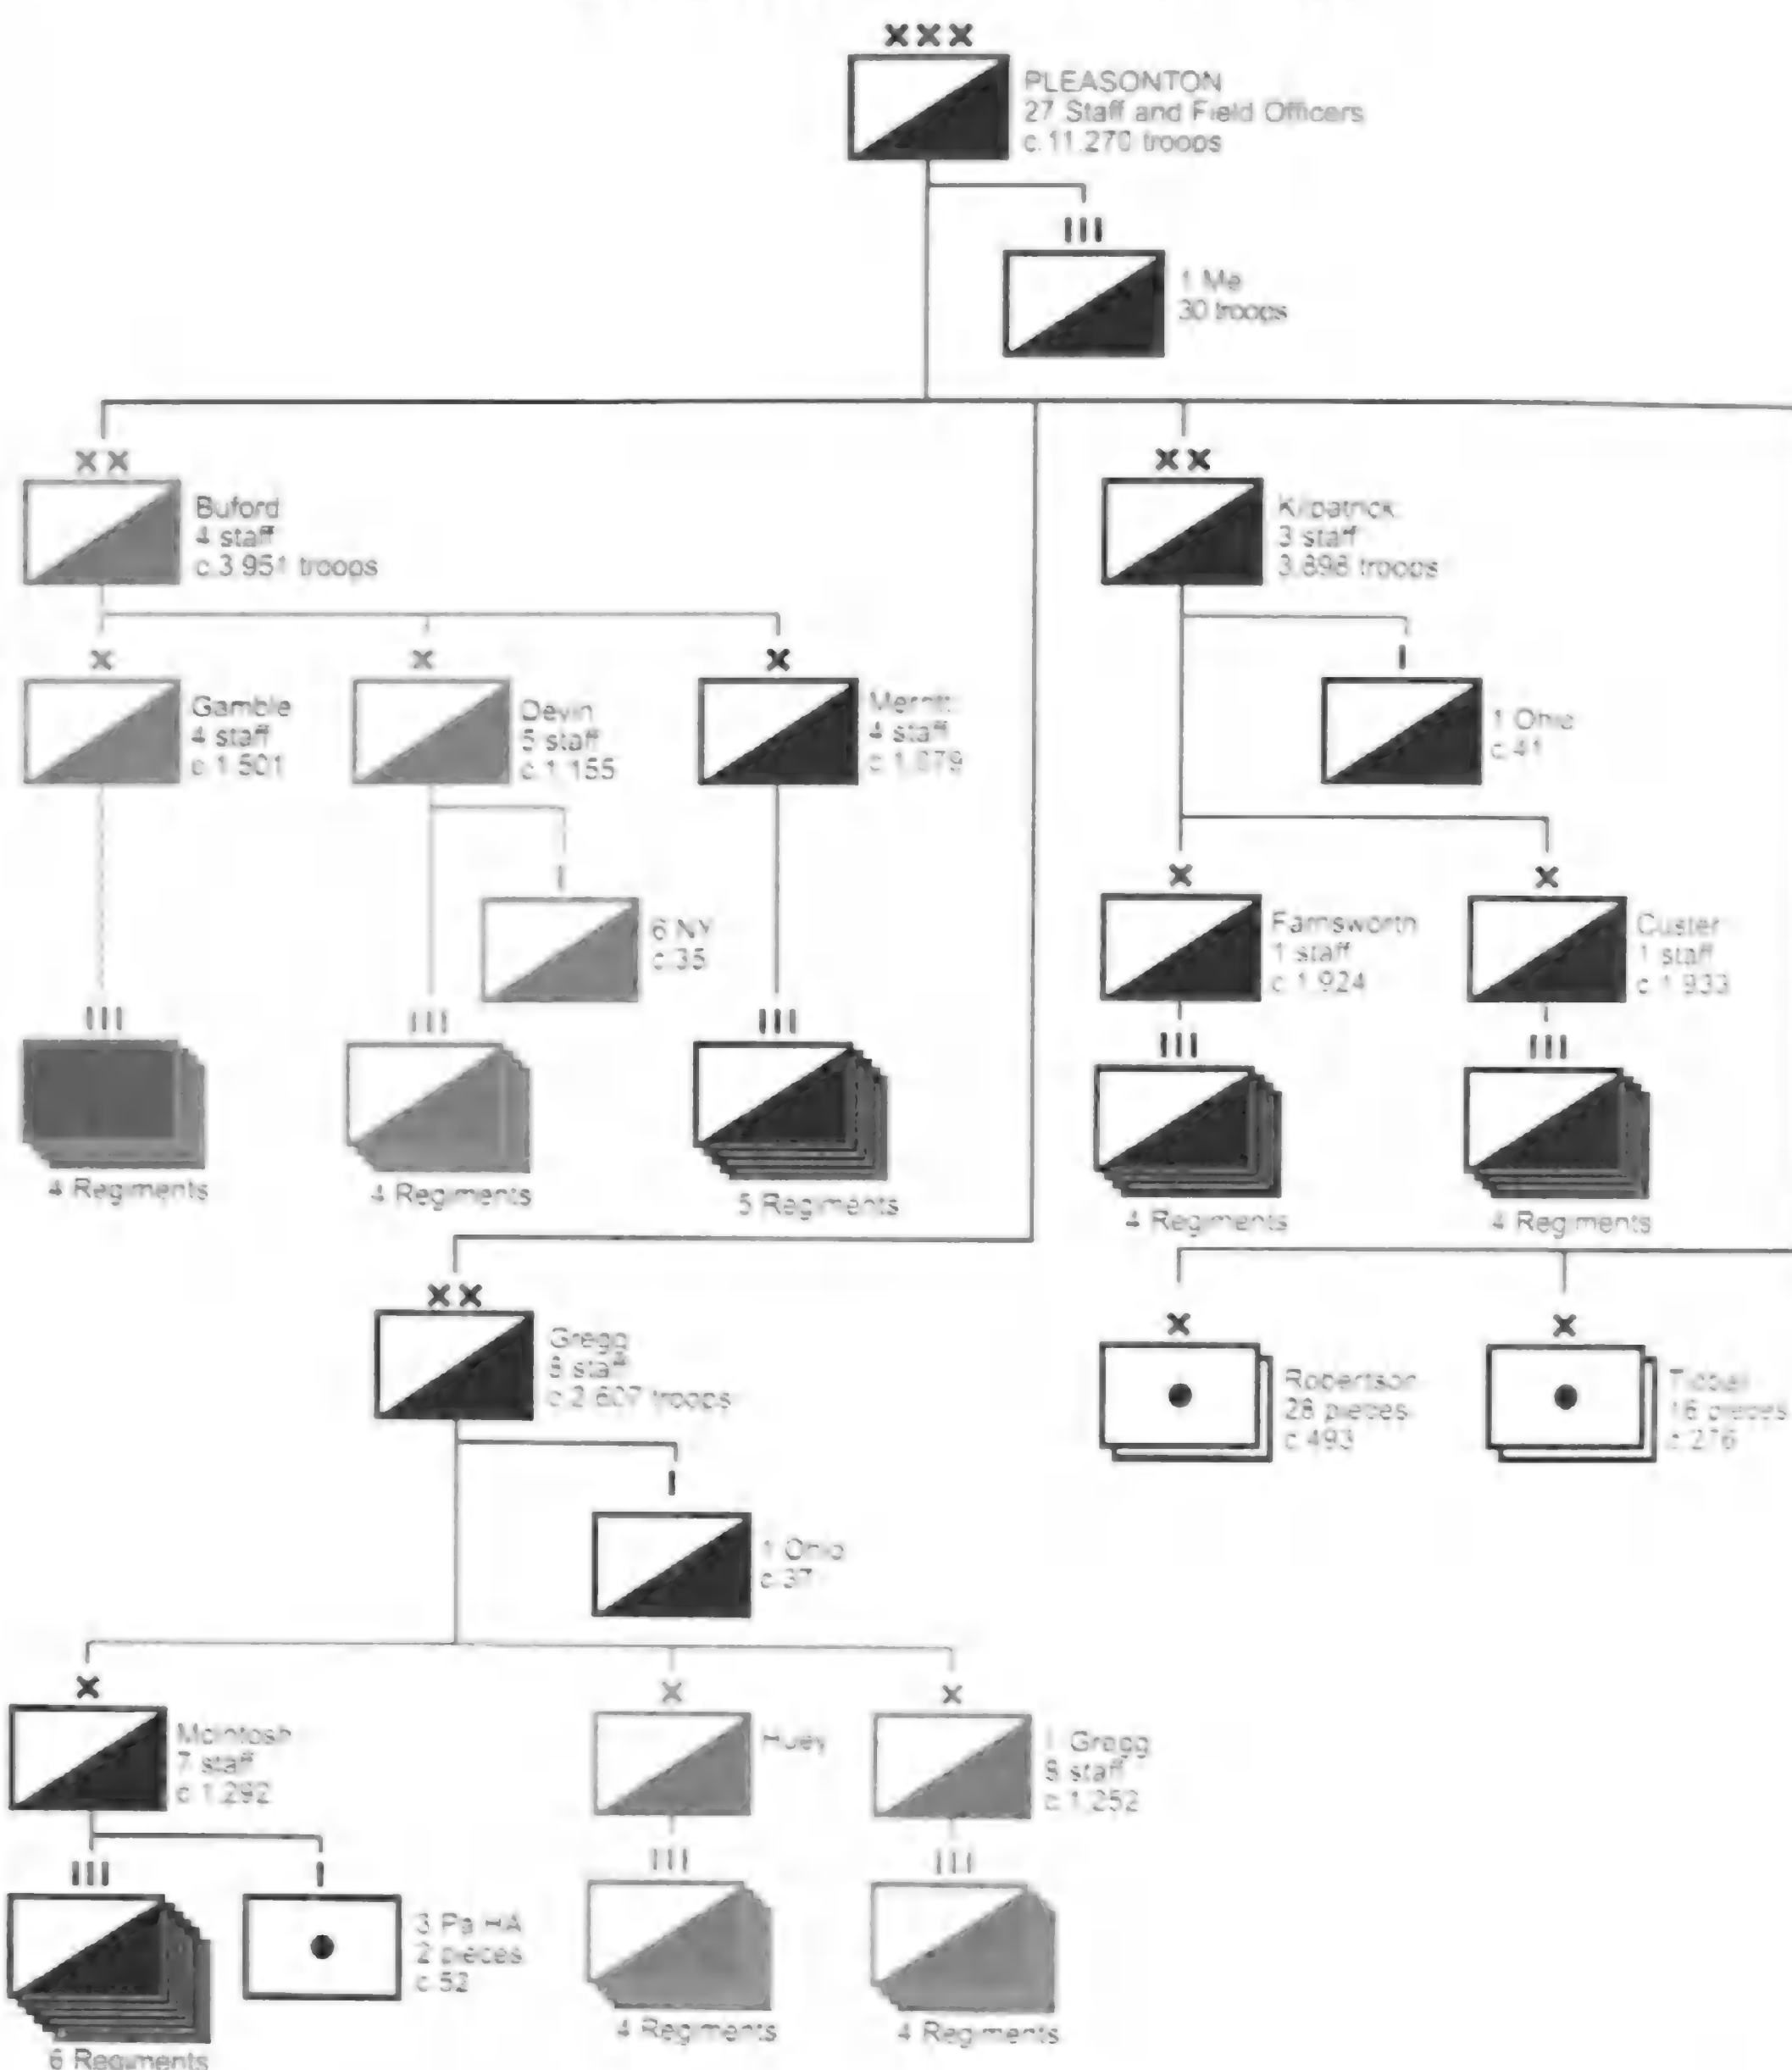 XXX
PLEASONTON
27 Staff and Field Officers
c.11.270 troops
III
1 Me
30 troops
XX
Buford
4 staff
c.3.951 troops
XX
Kilpatrick
3 staff
3.898 troops
X
Gamble
4 staff
X
Devin
5 staff
c.1.155
X
Merritt
4 staff
I
1 Ohio
c.41
I
6 NY
c.35
X
Farnsworth
1 staff
c.1.924
X
Custer
1 staff
c.1.933
III
4 Regiments
III
4 Regiments
III
5 Regiments
III
4 Regiments
III
4 Regiments
XX
Gregg
8 staff
c.2.607 troops
I
1 Ohio
c.37
X
Robertson
28 pieces
c.493
X
16 pieces
c.276
X
McIntosh
7 staff
c.1.292
X
Huey
X
Gregg
8 staff
c.1.252
III
6 Regiments
I
3 Pa HA
2 pieces
c.52
III
4 Regiments
III
4 Regiments